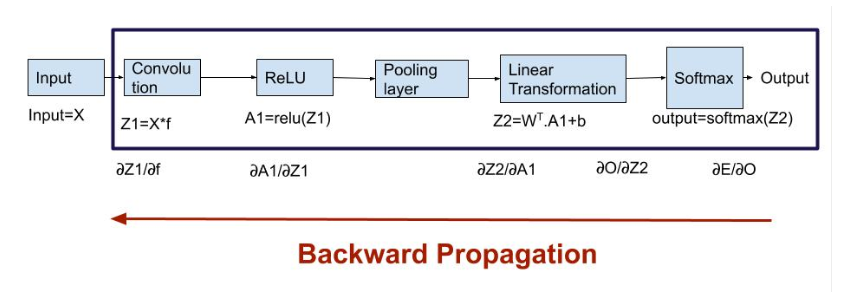 Input
Convolu
tion
ReLU
Pooling
layer
Linear
Transformation
Softmax
Output
Input=X
Z1=X*f
A1=relu(Z1)
Z2=Wᵀ.A1+b
output=softmax(Z2)
∂Z1/∂f
∂A1/∂Z1
∂Z2/∂A1
∂O/∂Z2
∂E/∂O
Backward Propagation